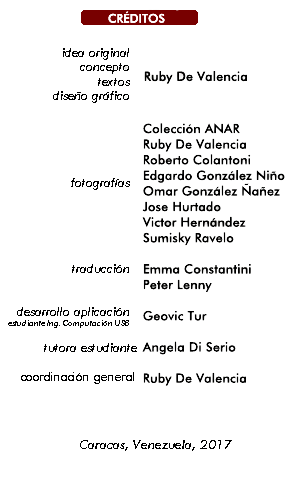 CRÉDITOS
idea original
concepto
textos
diseño gráfico
Ruby De Valencia
fotografías
Colección ANAR
Ruby De Valencia
Roberto Colantoni
Edgardo González Niño
Omar González Ñañez
Jose Hurtado
Victor Hernández
Sumisky Ravelo
traducción
Emma Constantini
Peter Lenny
desarrollo aplicación
estudiante Ing. Computación USB
Geovic Tur
tutora estudiante Angela Di Serio
coordinación general Ruby De Valencia
Caracas, Venezuela, 2017